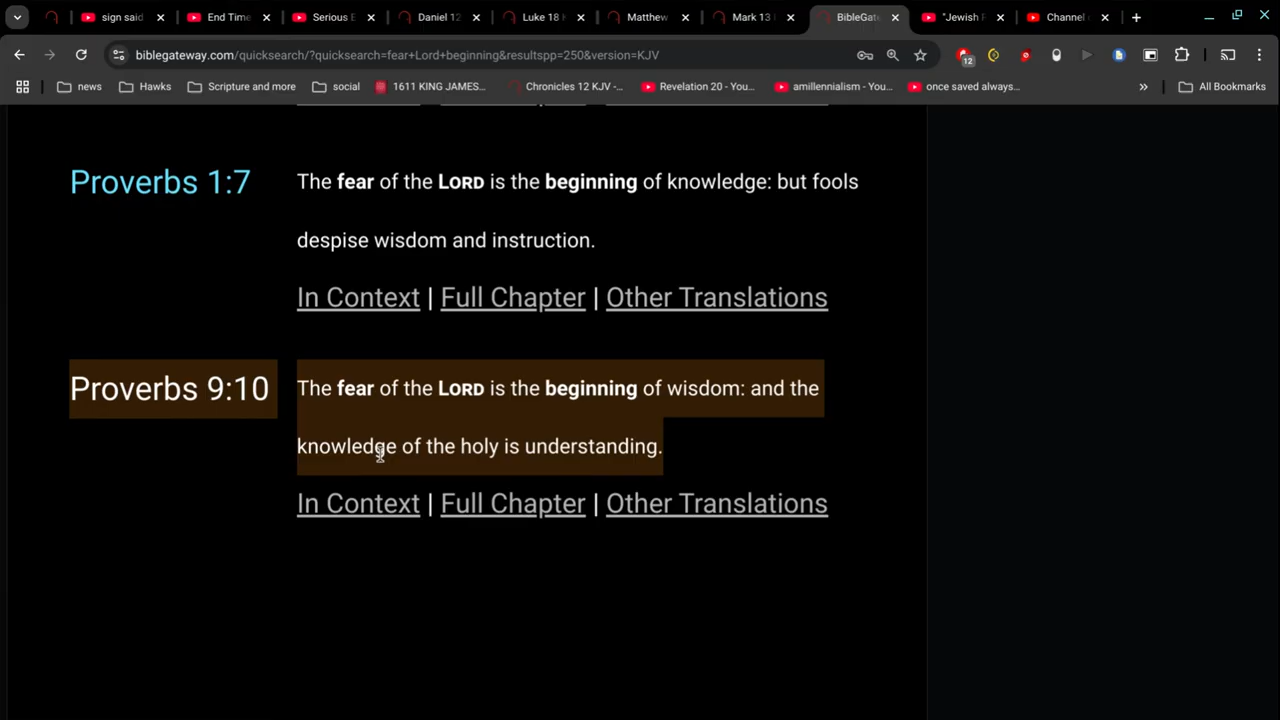 sign said
End Time
Serious E
Daniel 12
Luke 18
Matthew
Mark 13
BibleGat
"Jewish
Channel
biblegateway.com/quicksearch/?quicksearch=fear+Lord+beginning&resultspp=250&version=KJV
12
news
Hawks
Scripture and more
social
1611 KING JAMES...
Chronicles 12 KJV -...
Revelation 20 - You...
amillennialism - You...
once saved always...
»
All Bookmarks
Proverbs 1:7
The fear of the LORD is the beginning of knowledge: but fools
despise wisdom and instruction.
In Context | Full Chapter | Other Translations
Proverbs 9:10
The fear of the LORD is the beginning of wisdom: and the
knowledge of the holy is understanding.
In Context | Full Chapter | Other Translations